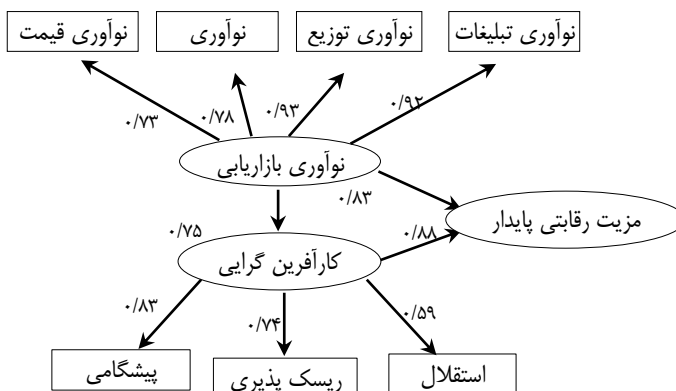 نوآوری تبلیغات
نوآوری توزیع
نوآوری
نوآوری قیمت
۰/۹۲
۰/۹۳
۰/۷۸
۰/۷۳
نوآوری بازاریابی
۰/۸۳
مزیت رقابتی پایدار
۰/۷۵
۰/۸۸
کارآفرین گرایی
۰/۵۹
۰/۷۴
۰/۸۳
استقلال
ریسک پذیری
پیشگامی